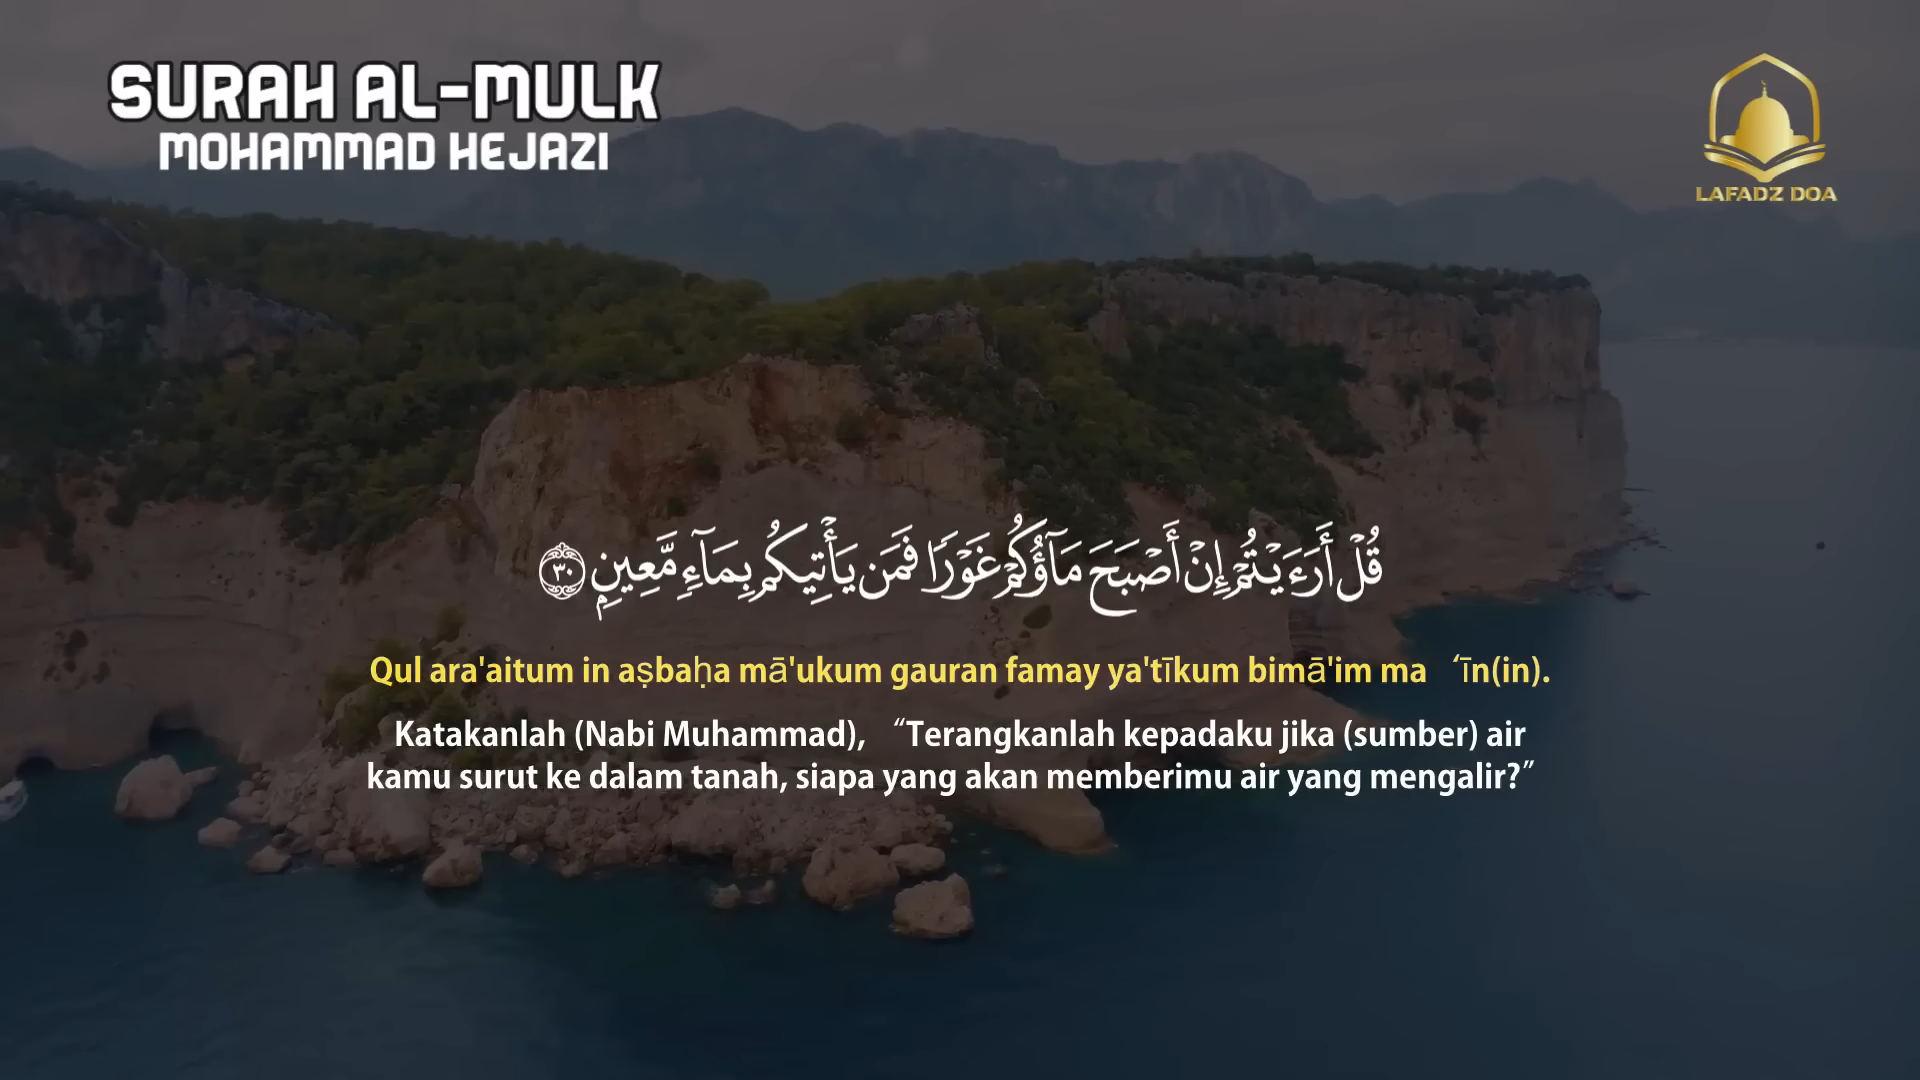 SURAH AL-MULK
MOHAMMAD HEJAZI
LAFADZ DOA
قُلْ أَرَءَيْتُمْ إِنْ أَصْبَحَ مَآؤُكُمْ غَوْرًا فَمَن يَأْتِيكُم بِمَآءٍ مَّعِينٍۭ ٣٠
Qul ara'aitum in aṣbaḥa mā'ukum gauran famay ya'tīkum bimā'im ma‘īn(in).
Katakanlah (Nabi Muhammad), “Terangkanlah kepadaku jika (sumber) air
kamu surut ke dalam tanah, siapa yang akan memberimu air yang mengalir?”